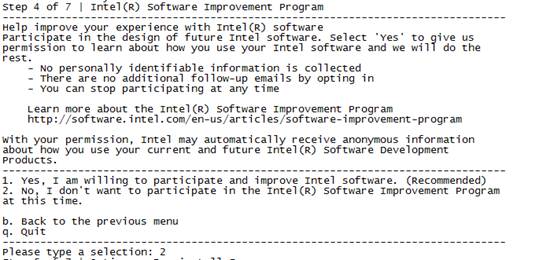 Step 4 of 7 | Intel(R) Software Improvement Program
--------------------------------------------------------------------------------
Help improve your experience with Intel(R) software
Participate in the design of future Intel software. Select 'Yes' to give us
permission to learn about how you use your Intel software and we will do the
rest.
- No personally identifiable information is collected
- There are no additional follow-up emails by opting in
- You can stop participating at any time
Learn more about the Intel(R) Software Improvement Program
http://software.intel.com/en-us/articles/software-improvement-program
With your permission, Intel may automatically receive anonymous information
about how you use your current and future Intel(R) Software Development
Products.
--------------------------------------------------------------------------------
1. Yes, I am willing to participate and improve Intel software. (Recommended)
2. No, I don't want to participate in the Intel(R) Software Improvement Program
at this time.
b. Back to the previous menu
q. Quit
--------------------------------------------------------------------------------
Please type a selection: 2